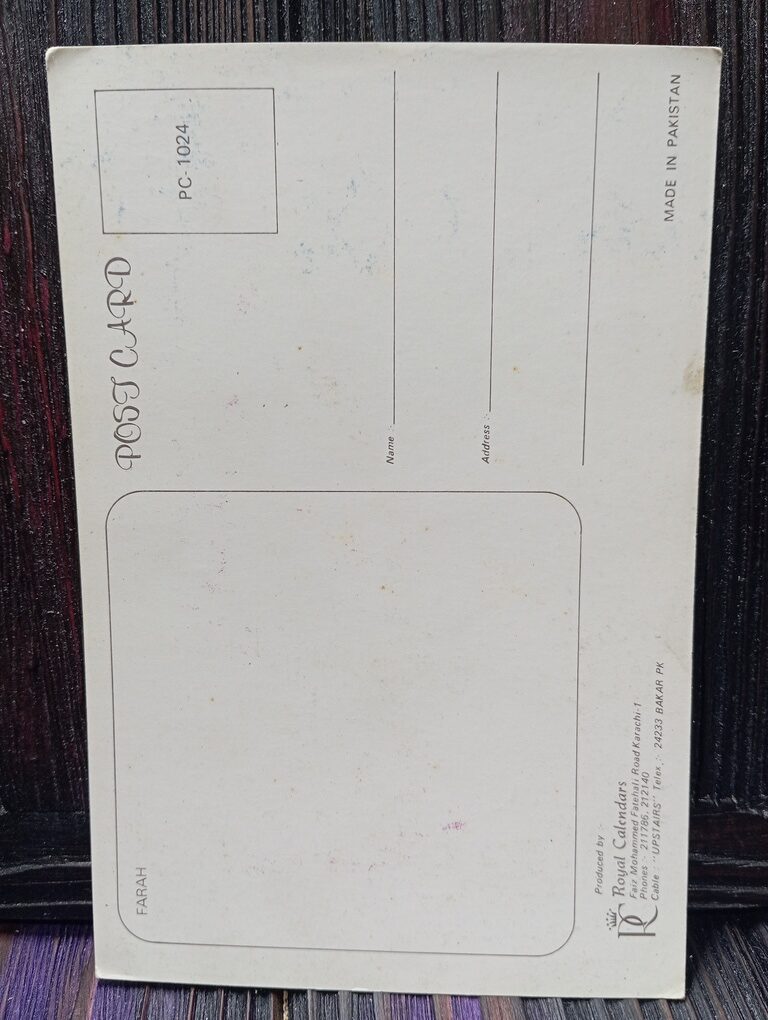 FARAH
POST CARD
PC-1024
Name :-
Address :-
Produced by :-
Royal Calendars
Faiz Mohammed Fatehali Road Karachi-1
Phones :- 211786, 212140
Cable :- "UPSTAIRS" Telex :- 24233 BAKAR PK
MADE IN PAKISTAN